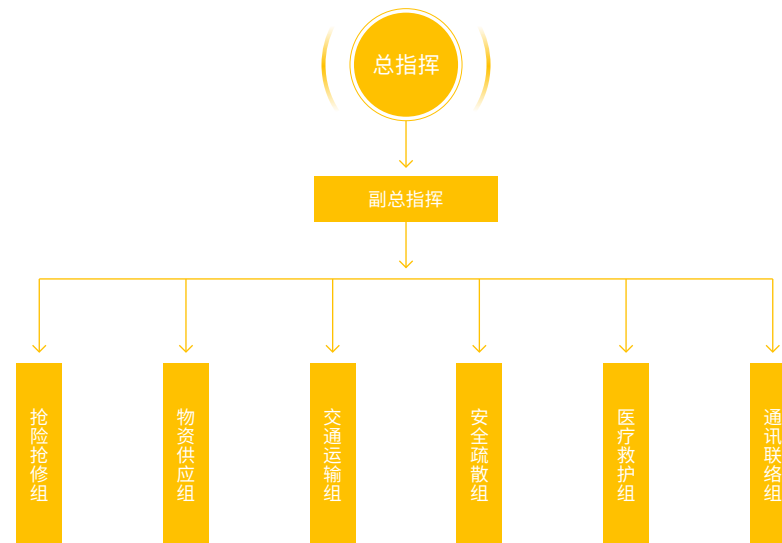 总指挥
副总指挥
抢险抢修组
物资供应组
交通运输组
安全疏散组
医疗救护组
通讯联络组